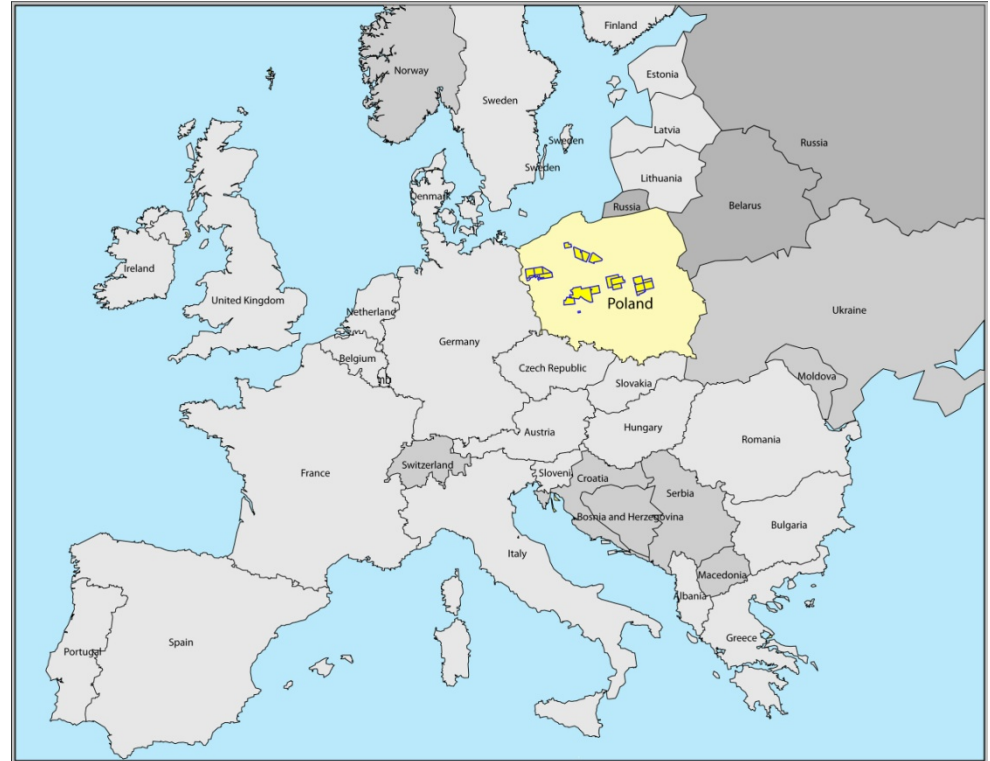 Finland
Norway
Sweden
Estonia
Russia
Latvia
Sweden
Sweden
Lithuania
Denmark
Russia
Belarus
Ireland
United Kingdom
Netherland
Poland
Ukraine
Germany
Belgium
Czech Republic
Slovakia
Moldova
Austria
Hungary
Romania
France
Switzerland
Sloveni
Croatia
Serbia
Bosnia and Herzegovina
Bulgaria
Italy
Macedonia
Albania
Greece
Spain
Portugal